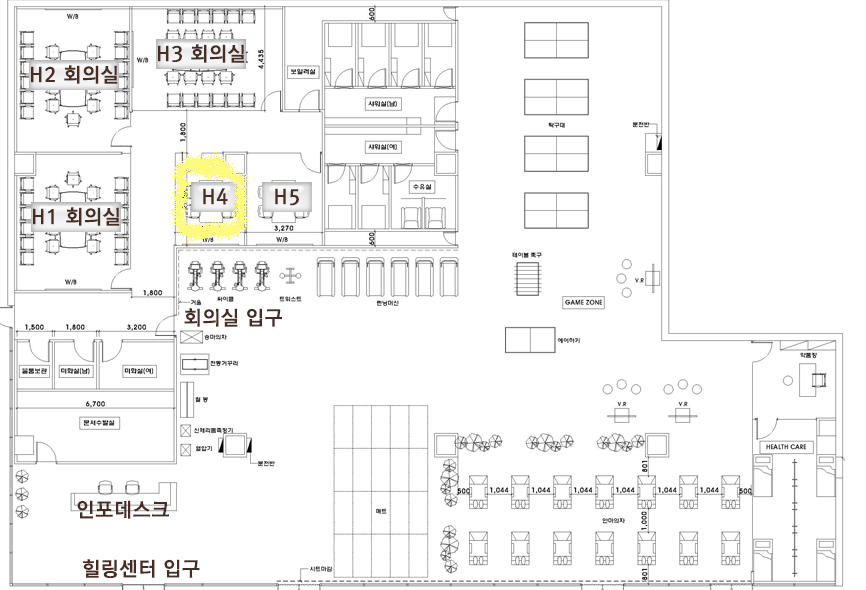 W/B
600
H3 회의실
W/B
4,435
보일러실
H2 회의실
샤워실(남)
탁구대
분전반
1,800
샤워실(여)
수유실
H4
H5
H1 회의실
3,270
W/B
W/B
600
W/B
테이블 축구
V.R
1,800
거울
싸이클
트위스트
런닝머신
GAME ZONE
회의실 입구
1,500
1,800
3,200
승마의자
에어하키
물품보관
미화실(남)
미화실(여)
전동거꾸리
약품장
V.R
V.R
6,700
철봉
문서수발실
신체리듬측정기
혈압기
분전반
HEALTH CARE
801
500
1,044
1,044
1,044
1,044
1,044
1,044
500
인포데스크
매트
안마의자
1,000
힐링센터 입구
시트마감
801